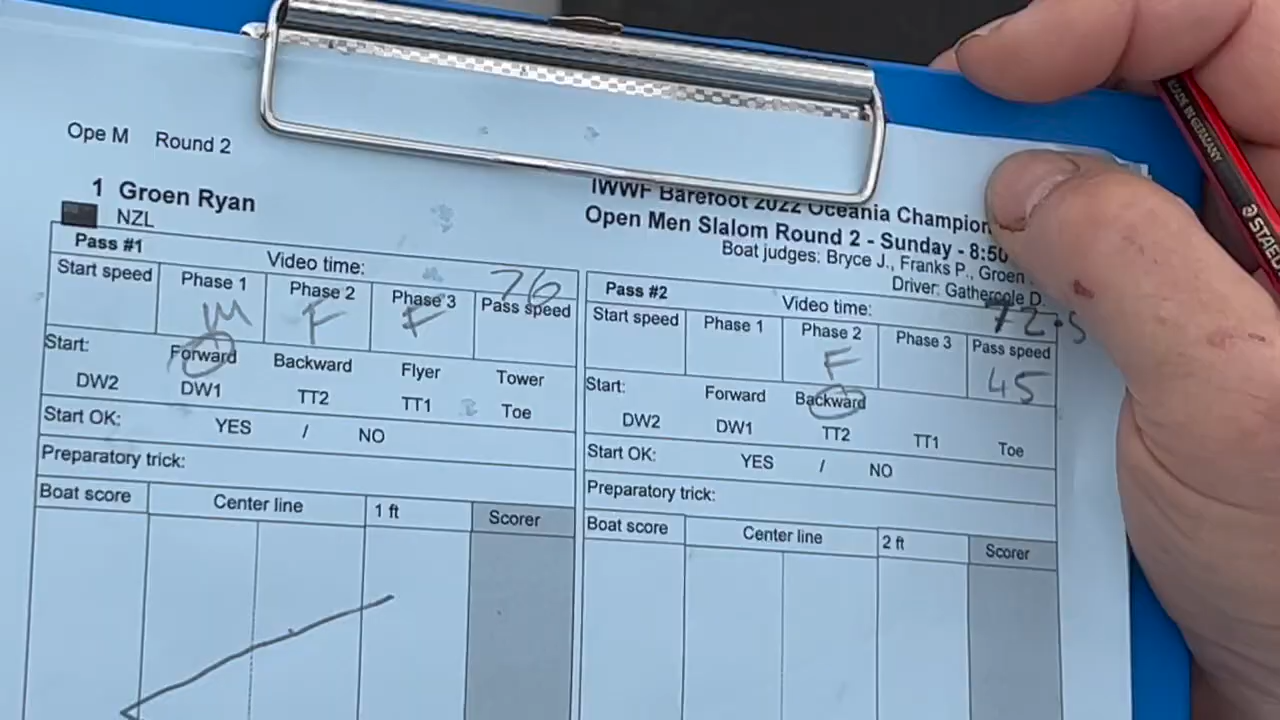 Ope M Round 2
1 Groen Ryan
NZL
IWWF Barefoot 2022 Oceania Champion
Open Men Slalom Round 2 - Sunday - 8:50
Boat judges: Bryce J., Franks P., Groen
Driver: Gathercole D.
Pass #1 Video time: 76
Start speed Phase 1 Phase 2 Phase 3 Pass speed
M F F
Start: Forward Backward Flyer Tower
DW2 DW1 TT2 TT1 Toe
Start OK: YES / NO
Preparatory trick:
Boat score Center line 1 ft Scorer
Pass #2 Video time: 72.5
Start speed Phase 1 Phase 2 Phase 3 Pass speed
F 45
Start: Forward Backward
DW2 DW1 TT2 TT1 Toe
Start OK: YES / NO
Preparatory trick:
Boat score Center line 2 ft Scorer
MADE IN GERMANY
STAED